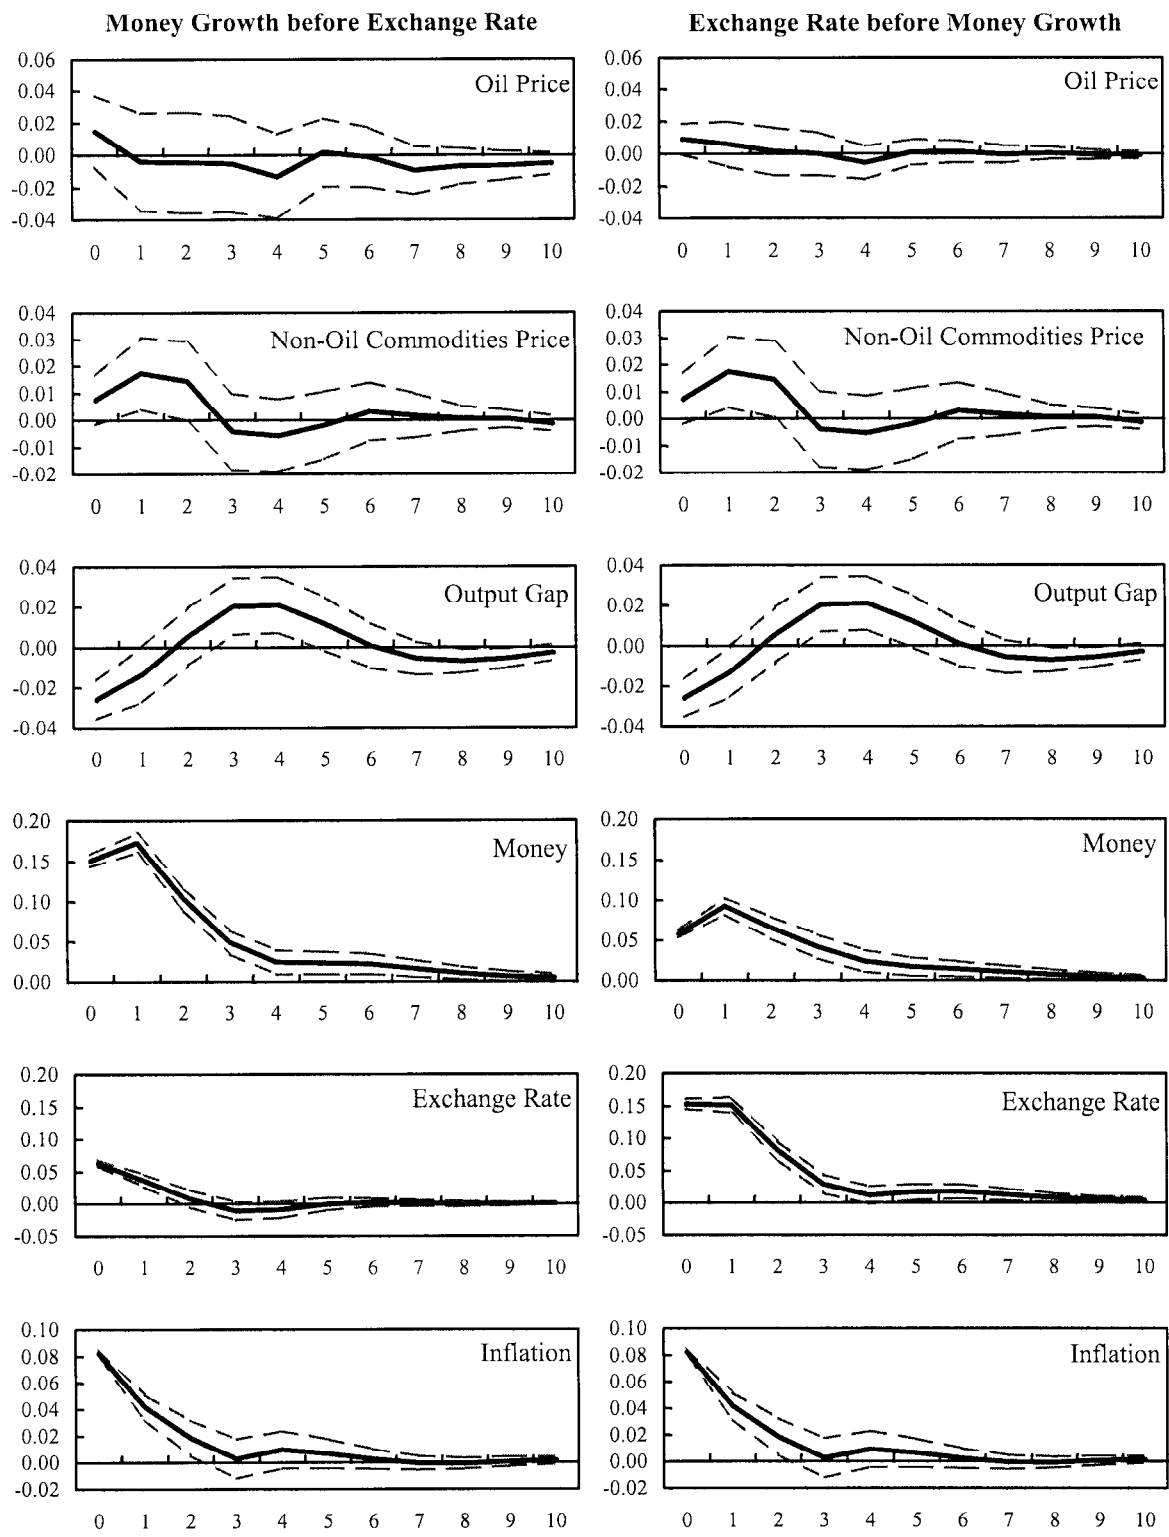 Money Growth before Exchange Rate
Exchange Rate before Money Growth
0.06
0.04
0.02
0.00
-0.02
-0.04
Oil Price
0 1 2 3 4 5 6 7 8 9 10
0.06
0.04
0.02
0.00
-0.02
-0.04
Oil Price
0 1 2 3 4 5 6 7 8 9 10
0.04
0.03
0.02
0.01
0.00
-0.01
-0.02
Non-Oil Commodities Price
0 1 2 3 4 5 6 7 8 9 10
0.04
0.03
0.02
0.01
0.00
-0.01
-0.02
Non-Oil Commodities Price
0 1 2 3 4 5 6 7 8 9 10
0.04
0.02
0.00
-0.02
-0.04
Output Gap
0 1 2 3 4 5 6 7 8 9 10
0.04
0.02
0.00
-0.02
-0.04
Output Gap
0 1 2 3 4 5 6 7 8 9 10
0.20
0.15
0.10
0.05
0.00
Money
0 1 2 3 4 5 6 7 8 9 10
0.20
0.15
0.10
0.05
0.00
Money
0 1 2 3 4 5 6 7 8 9 10
0.20
0.15
0.10
0.05
0.00
-0.05
Exchange Rate
0 1 2 3 4 5 6 7 8 9 10
0.20
0.15
0.10
0.05
0.00
-0.05
Exchange Rate
0 1 2 3 4 5 6 7 8 9 10
0.10
0.08
0.06
0.04
0.02
0.00
-0.02
Inflation
0 1 2 3 4 5 6 7 8 9 10
0.10
0.08
0.06
0.04
0.02
0.00
-0.02
Inflation
0 1 2 3 4 5 6 7 8 9 10